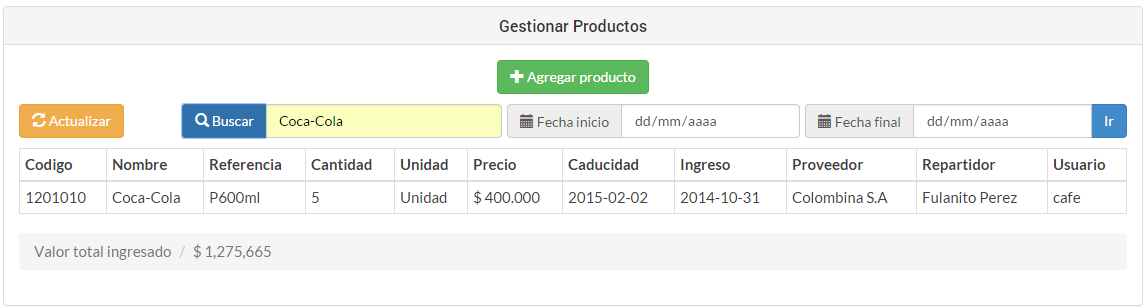 Gestionar Productos
Agregar producto
Actualizar Buscar Coca-Cola Fecha inicio dd/mm/aaaa Fecha final dd/mm/aaaa Ir
Codigo Nombre Referencia Cantidad Unidad Precio Caducidad Ingreso Proveedor Repartidor Usuario
1201010 Coca-Cola P600ml 5 Unidad $ 400.000 2015-02-02 2014-10-31 Colombina S.A Fulanito Perez cafe
Valor total ingresado / $ 1,275,665